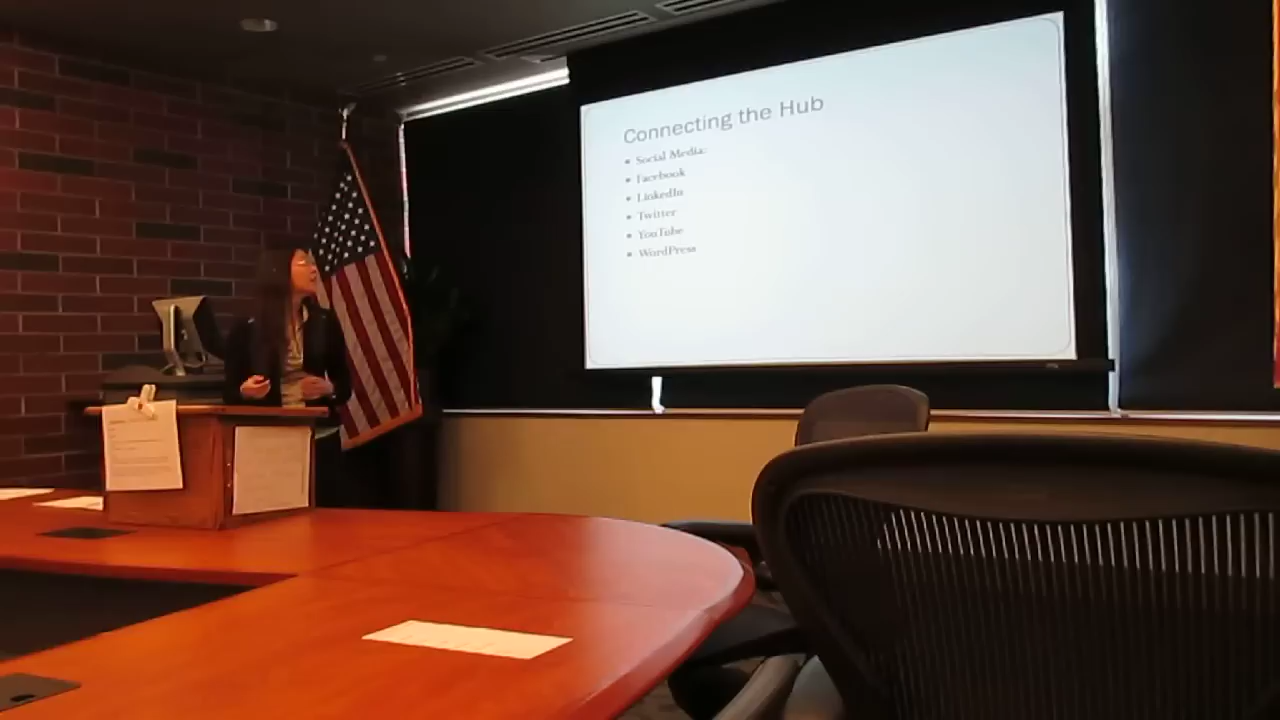 Connecting the Hub
Social Media:
Facebook
LinkedIn
Twitter
YouTube
WordPress